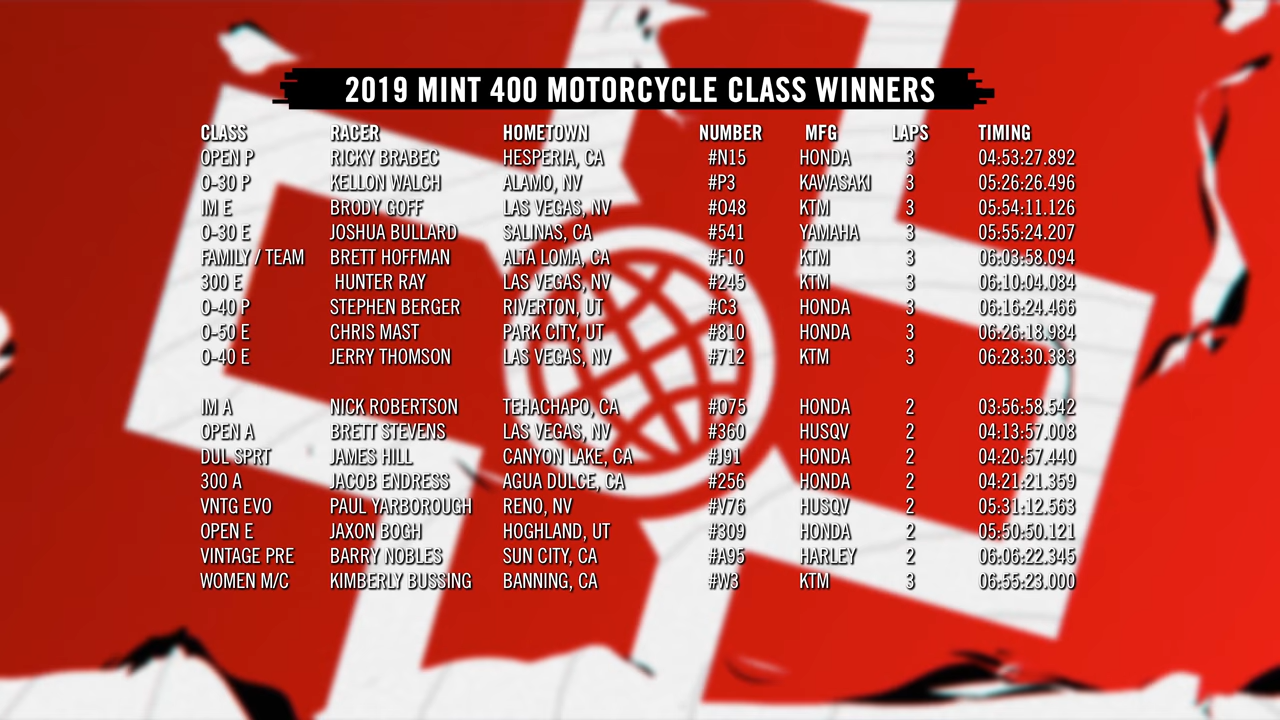 2019 MINT 400 MOTORCYCLE CLASS WINNERS
CLASS RACER HOMETOWN NUMBER MFG LAPS TIMING
OPEN P RICKY BRABEC HESPERIA, CA #N15 HONDA 3 04:53:27.892
O-30 P KELLON WALCH ALAMO, NV #P3 KAWASAKI 3 05:26:26.496
IM E BRODY GOFF LAS VEGAS, NV #O48 KTM 3 05:54:11.126
O-30 E JOSHUA BULLARD SALINAS, CA #541 YAMAHA 3 05:55:24.207
FAMILY / TEAM BRETT HOFFMAN ALTA LOMA, CA #F10 KTM 3 06:03:58.094
300 E HUNTER RAY LAS VEGAS, NV #245 KTM 3 06:10:04.084
O-40 P STEPHEN BERGER RIVERTON, UT #C3 HONDA 3 06:16:24.466
O-50 E CHRIS MAST PARK CITY, UT #810 HONDA 3 06:26:18.984
O-40 E JERRY THOMSON LAS VEGAS, NV #712 KTM 3 06:28:30.383
IM A NICK ROBERTSON TEHACHAPO, CA #O75 HONDA 2 03:56:58.542
OPEN A BRETT STEVENS LAS VEGAS, NV #360 HUSQV 2 04:13:57.008
DUL SPRT JAMES HILL CANYON LAKE, CA #J91 HONDA 2 04:20:57.440
300 A JACOB ENDRESS AGUA DULCE, CA #256 HONDA 2 04:21:21.359
VNTG EVO PAUL YARBOROUGH RENO, NV #V76 HUSQV 2 05:31:12.563
OPEN E JAXON BOGH HOGHLAND, UT #309 HONDA 2 05:50:50.121
VINTAGE PRE BARRY NOBLES SUN CITY, CA #A95 HARLEY 2 06:06:22.345
WOMEN M/C KIMBERLY BUSSING BANNING, CA #W3 KTM 3 06:55:23.000